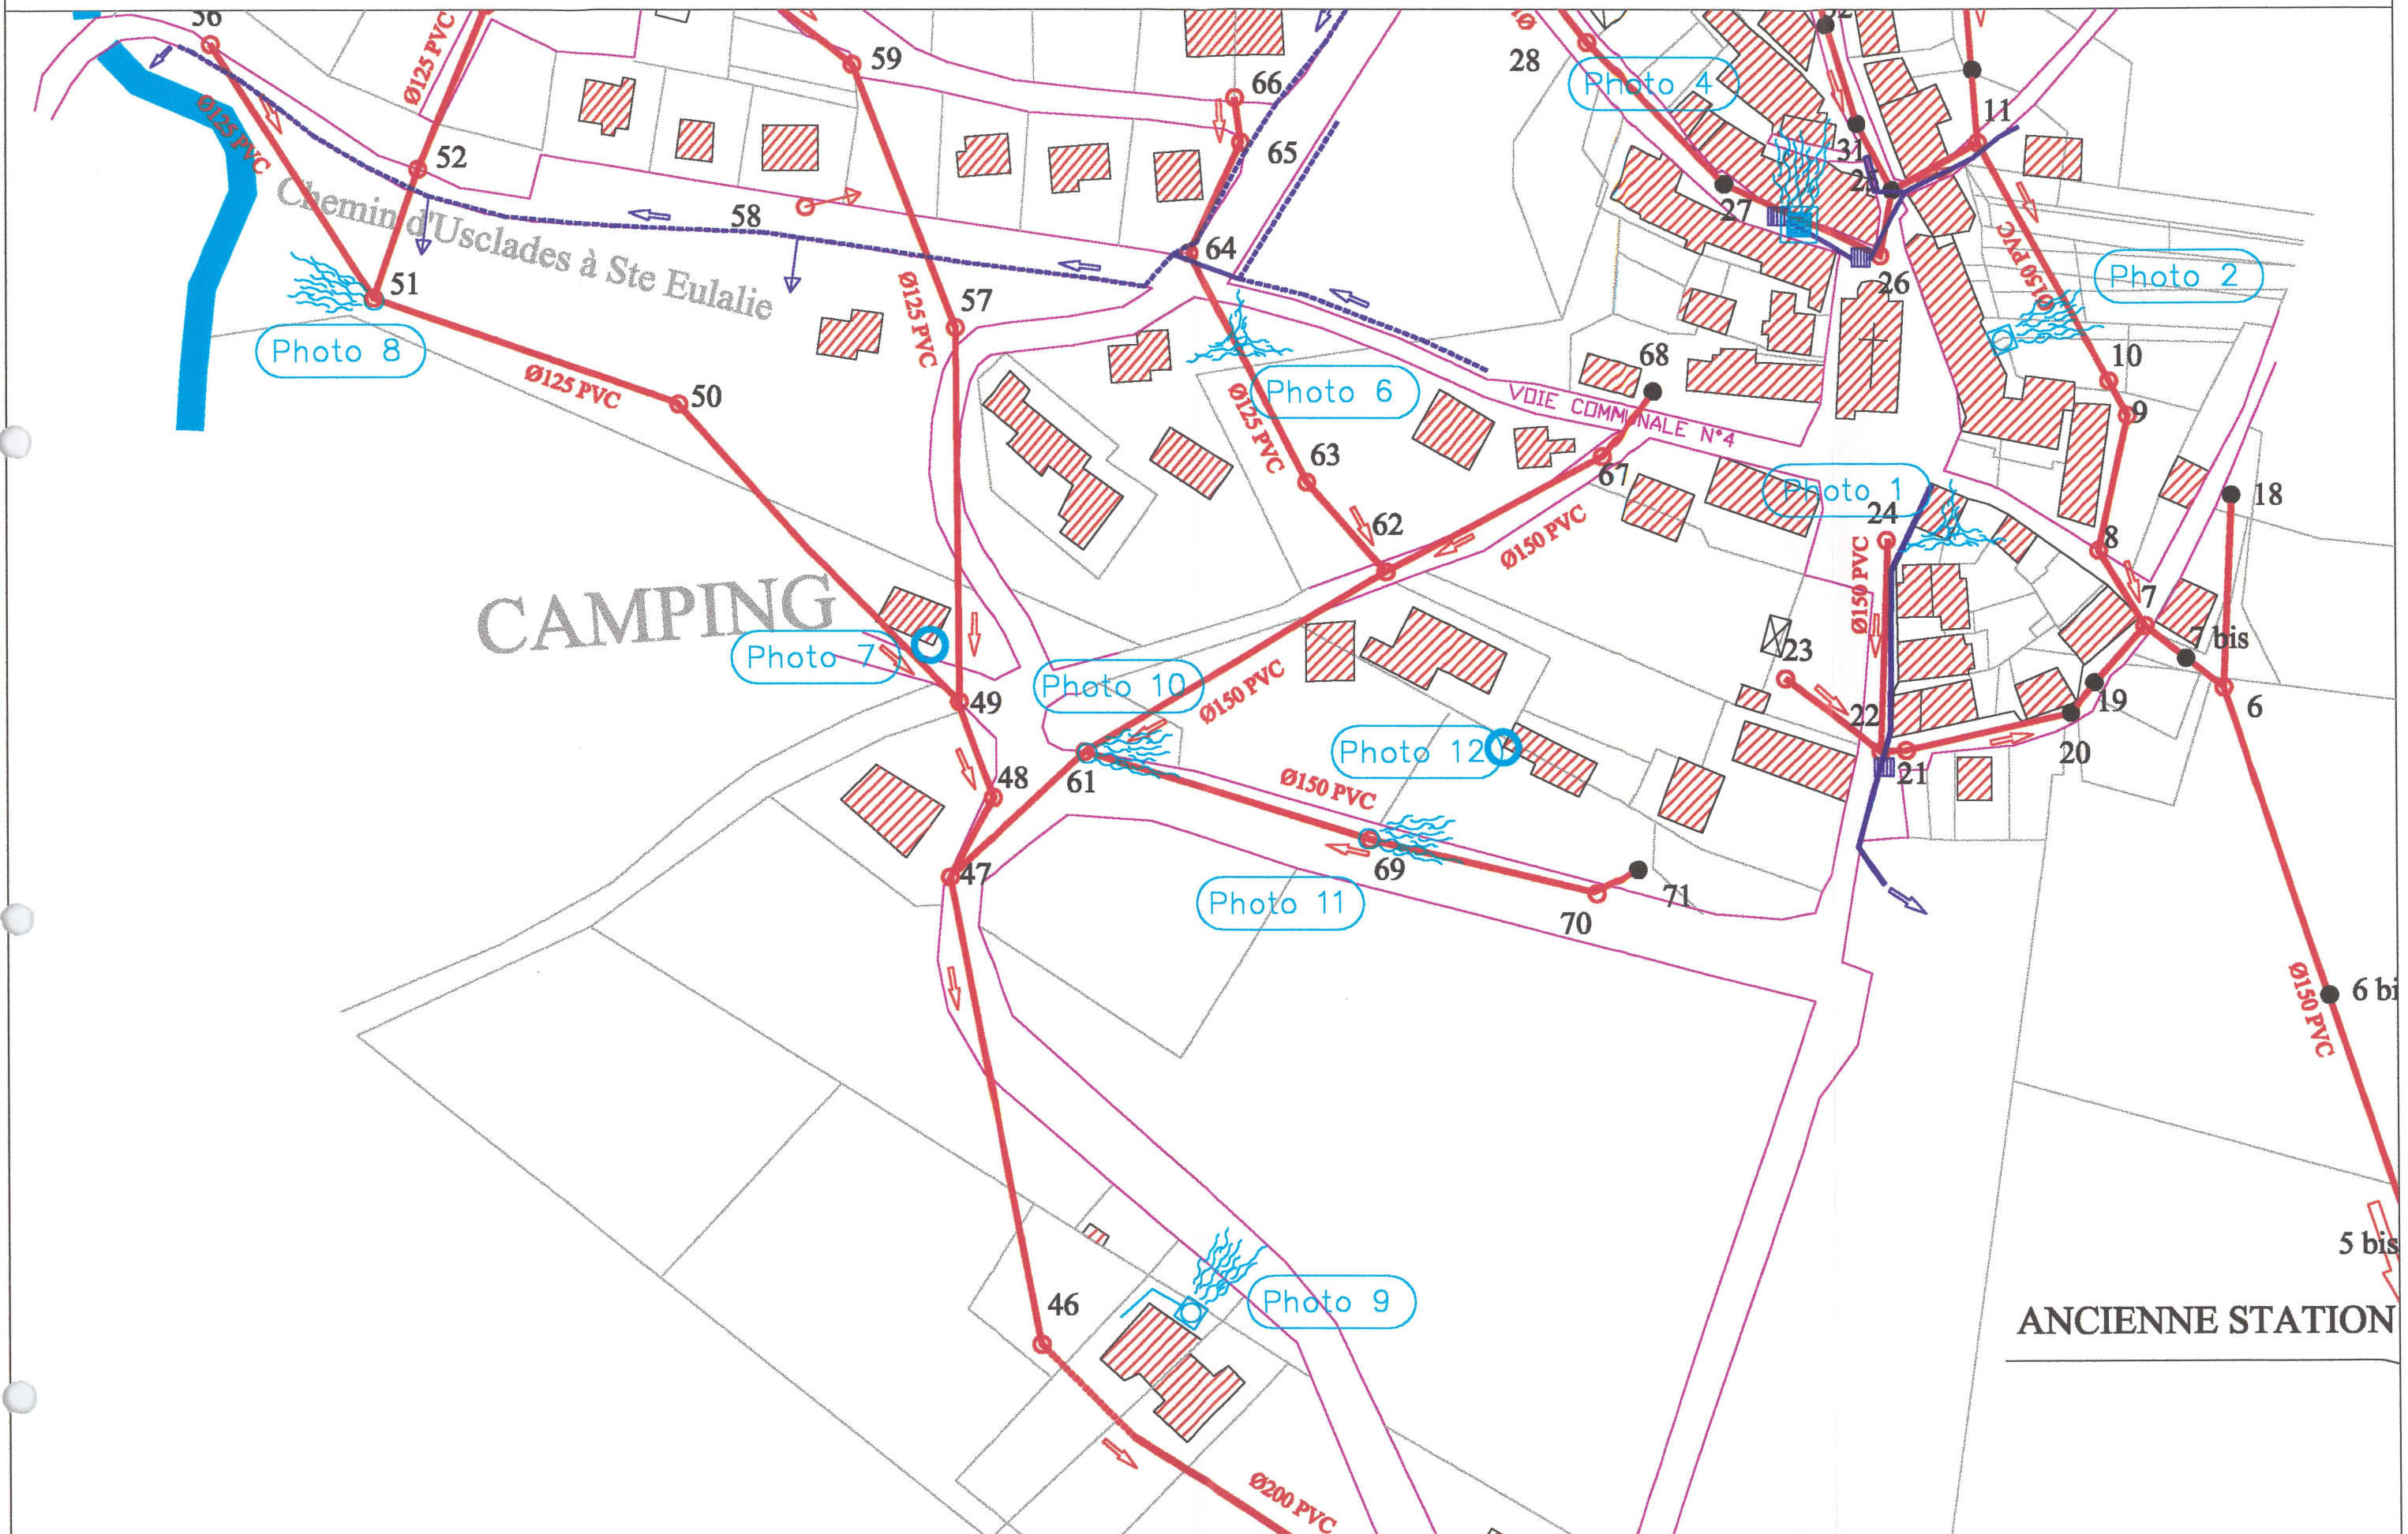 56
Ø125 PVC
59
66
28
Photo 4
11
65
31
Ø125 PVC
52
Chemin d'Usclades à Ste Eulalie
58
27
64
26
Ø150 PVC
Photo 2
51
Photo 8
57
Ø125 PVC
10
68
Ø125 PVC
50
Photo 6
Ø125 PVC
VOIE COMMUNALE N°4
9
63
67
Photo 1
18
62
24
Ø150 PVC
8
Ø150 PVC
7
CAMPING
Photo 7
7 bis
23
Photo 10
Ø150 PVC
49
19
6
22
Photo 12
20
48
61
Ø150 PVC
21
47
69
71
Photo 11
70
Ø150 PVC
6 bi
5 bis
46
Photo 9
ANCIENNE STATION
Ø200 PVC